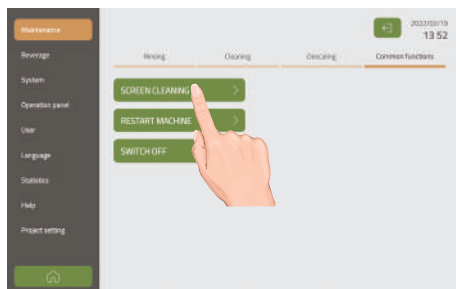 Maintenance
Beverage
System
Operation panel
User
Language
Statistics
Help
Project setting
2022/02/19
13 52
Rinsing
Cleaning
Descaling
Common functions
SCREEN CLEANING
RESTART MACHINE
SWITCH OFF